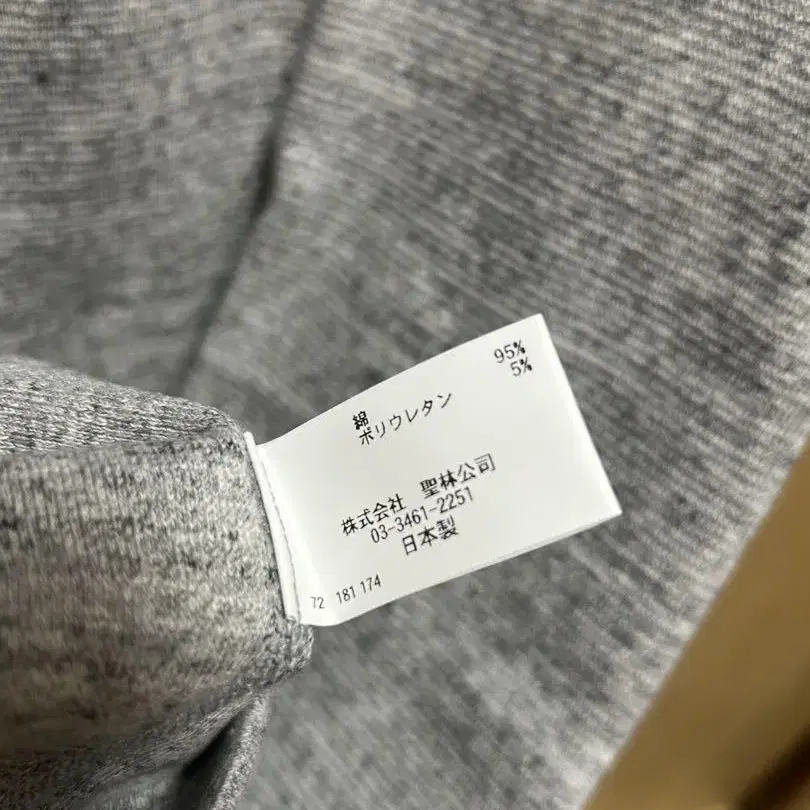 綿 95%
ポリウレタン 5%
株式会社 聖林公司
03-3461-2251
日本製
72 181 174